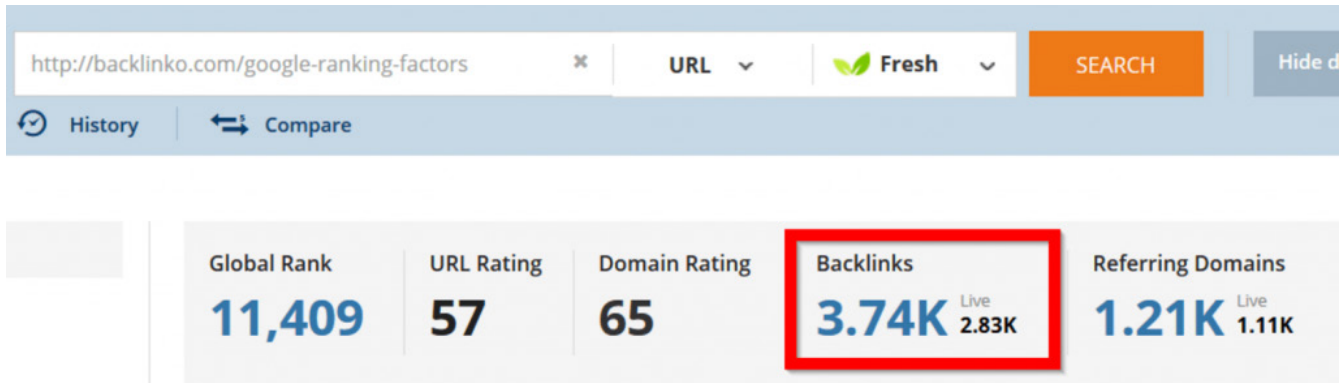 http://backlinko.com/google-ranking-factors URL Fresh SEARCH Hide d
History Compare
Global Rank URL Rating Domain Rating Backlinks Referring Domains
11,409 57 65 3.74K Live 2.83K 1.21K Live 1.11K